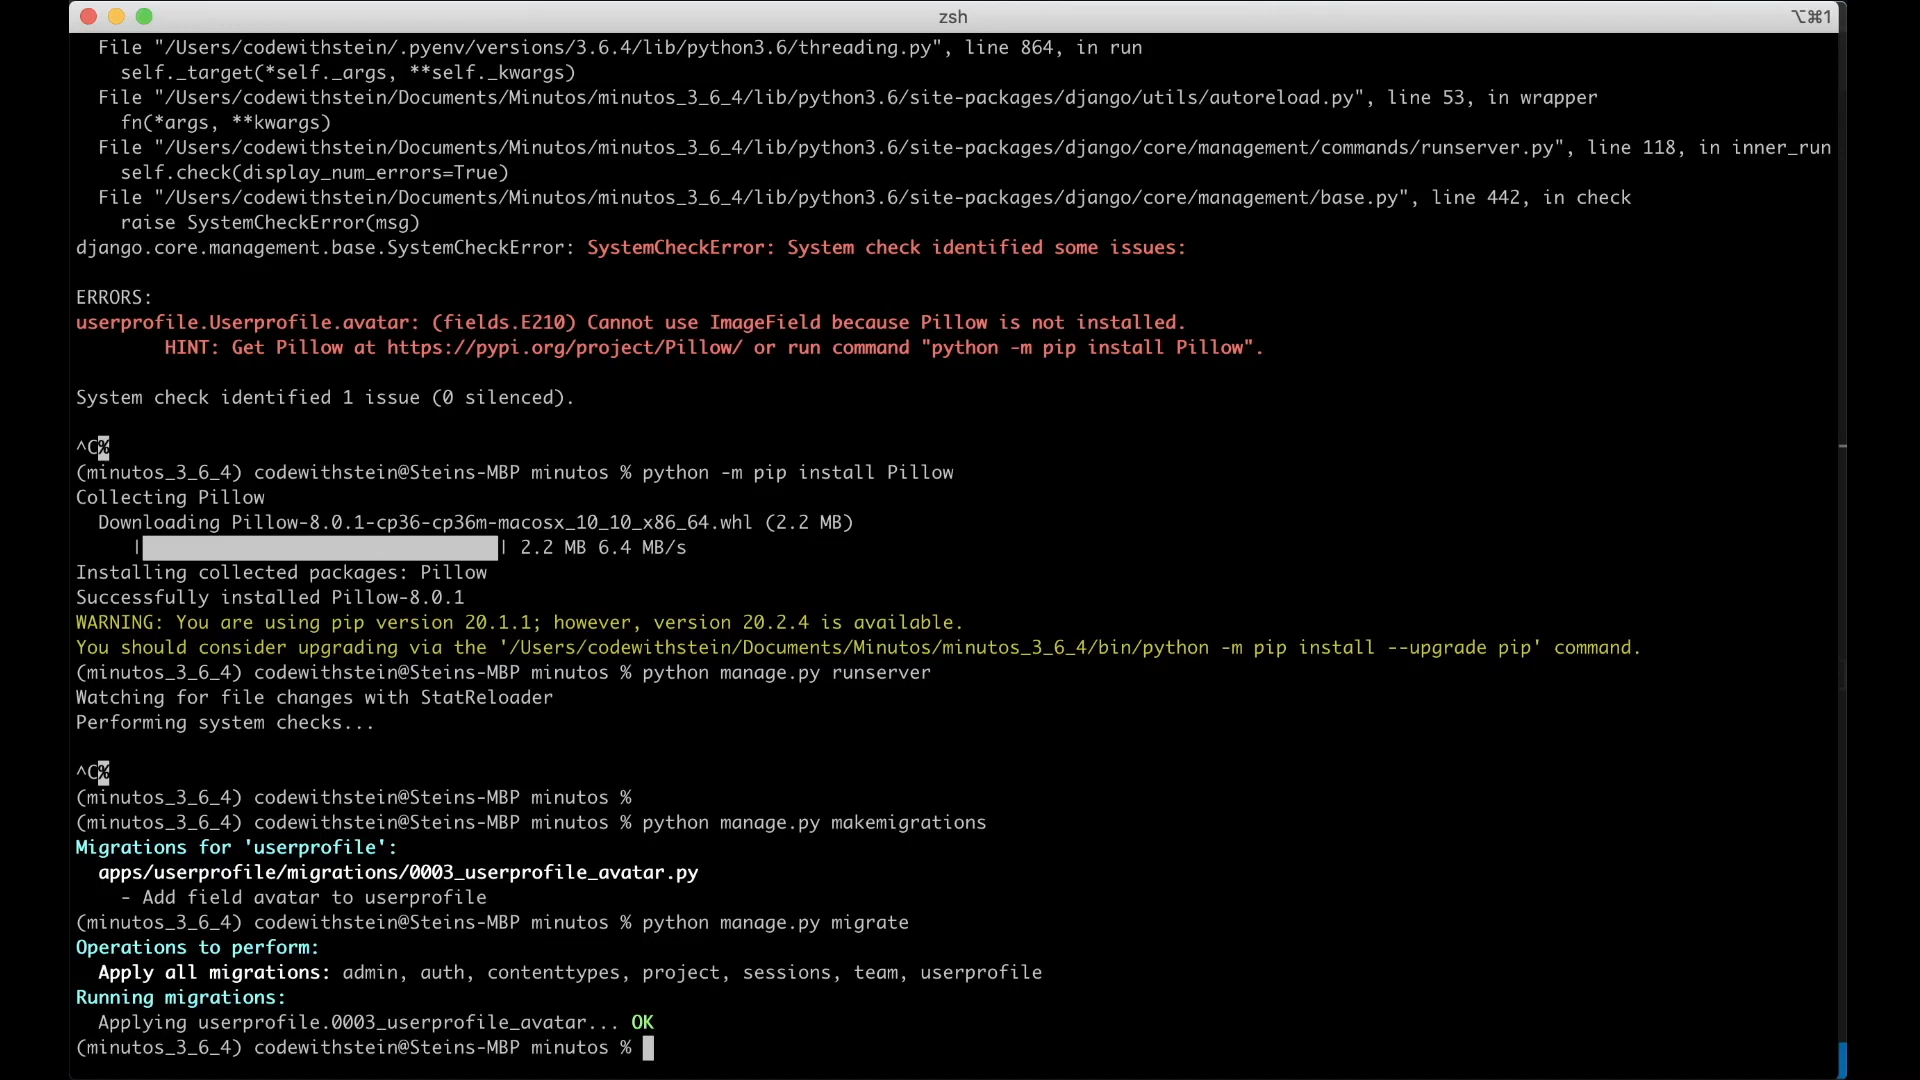 zsh
⌥⌘1
File "/Users/codewithstein/.pyenv/versions/3.6.4/lib/python3.6/threading.py", line 864, in run
self._target(*self._args, **self._kwargs)
File "/Users/codewithstein/Documents/Minutos/minutos_3_6_4/lib/python3.6/site-packages/django/utils/autoreload.py", line 53, in wrapper
fn(*args, **kwargs)
File "/Users/codewithstein/Documents/Minutos/minutos_3_6_4/lib/python3.6/site-packages/django/core/management/commands/runserver.py", line 118, in inner_run
self.check(display_num_errors=True)
File "/Users/codewithstein/Documents/Minutos/minutos_3_6_4/lib/python3.6/site-packages/django/core/management/base.py", line 442, in check
raise SystemCheckError(msg)
django.core.management.base.SystemCheckError: SystemCheckError: System check identified some issues:
ERRORS:
userprofile.Userprofile.avatar: (fields.E210) Cannot use ImageField because Pillow is not installed.
HINT: Get Pillow at https://pypi.org/project/Pillow/ or run command "python -m pip install Pillow".
System check identified 1 issue (0 silenced).
^C%
(minutos_3_6_4) codewithstein@Steins-MBP minutos % python -m pip install Pillow
Collecting Pillow
Downloading Pillow-8.0.1-cp36-cp36m-macosx_10_10_x86_64.whl (2.2 MB)
|████████████████████████████████| 2.2 MB 6.4 MB/s
Installing collected packages: Pillow
Successfully installed Pillow-8.0.1
WARNING: You are using pip version 20.1.1; however, version 20.2.4 is available.
You should consider upgrading via the '/Users/codewithstein/Documents/Minutos/minutos_3_6_4/bin/python -m pip install --upgrade pip' command.
(minutos_3_6_4) codewithstein@Steins-MBP minutos % python manage.py runserver
Watching for file changes with StatReloader
Performing system checks...
^C%
(minutos_3_6_4) codewithstein@Steins-MBP minutos %
(minutos_3_6_4) codewithstein@Steins-MBP minutos % python manage.py makemigrations
Migrations for 'userprofile':
apps/userprofile/migrations/0003_userprofile_avatar.py
- Add field avatar to userprofile
(minutos_3_6_4) codewithstein@Steins-MBP minutos % python manage.py migrate
Operations to perform:
Apply all migrations: admin, auth, contenttypes, project, sessions, team, userprofile
Running migrations:
Applying userprofile.0003_userprofile_avatar... OK
(minutos_3_6_4) codewithstein@Steins-MBP minutos %